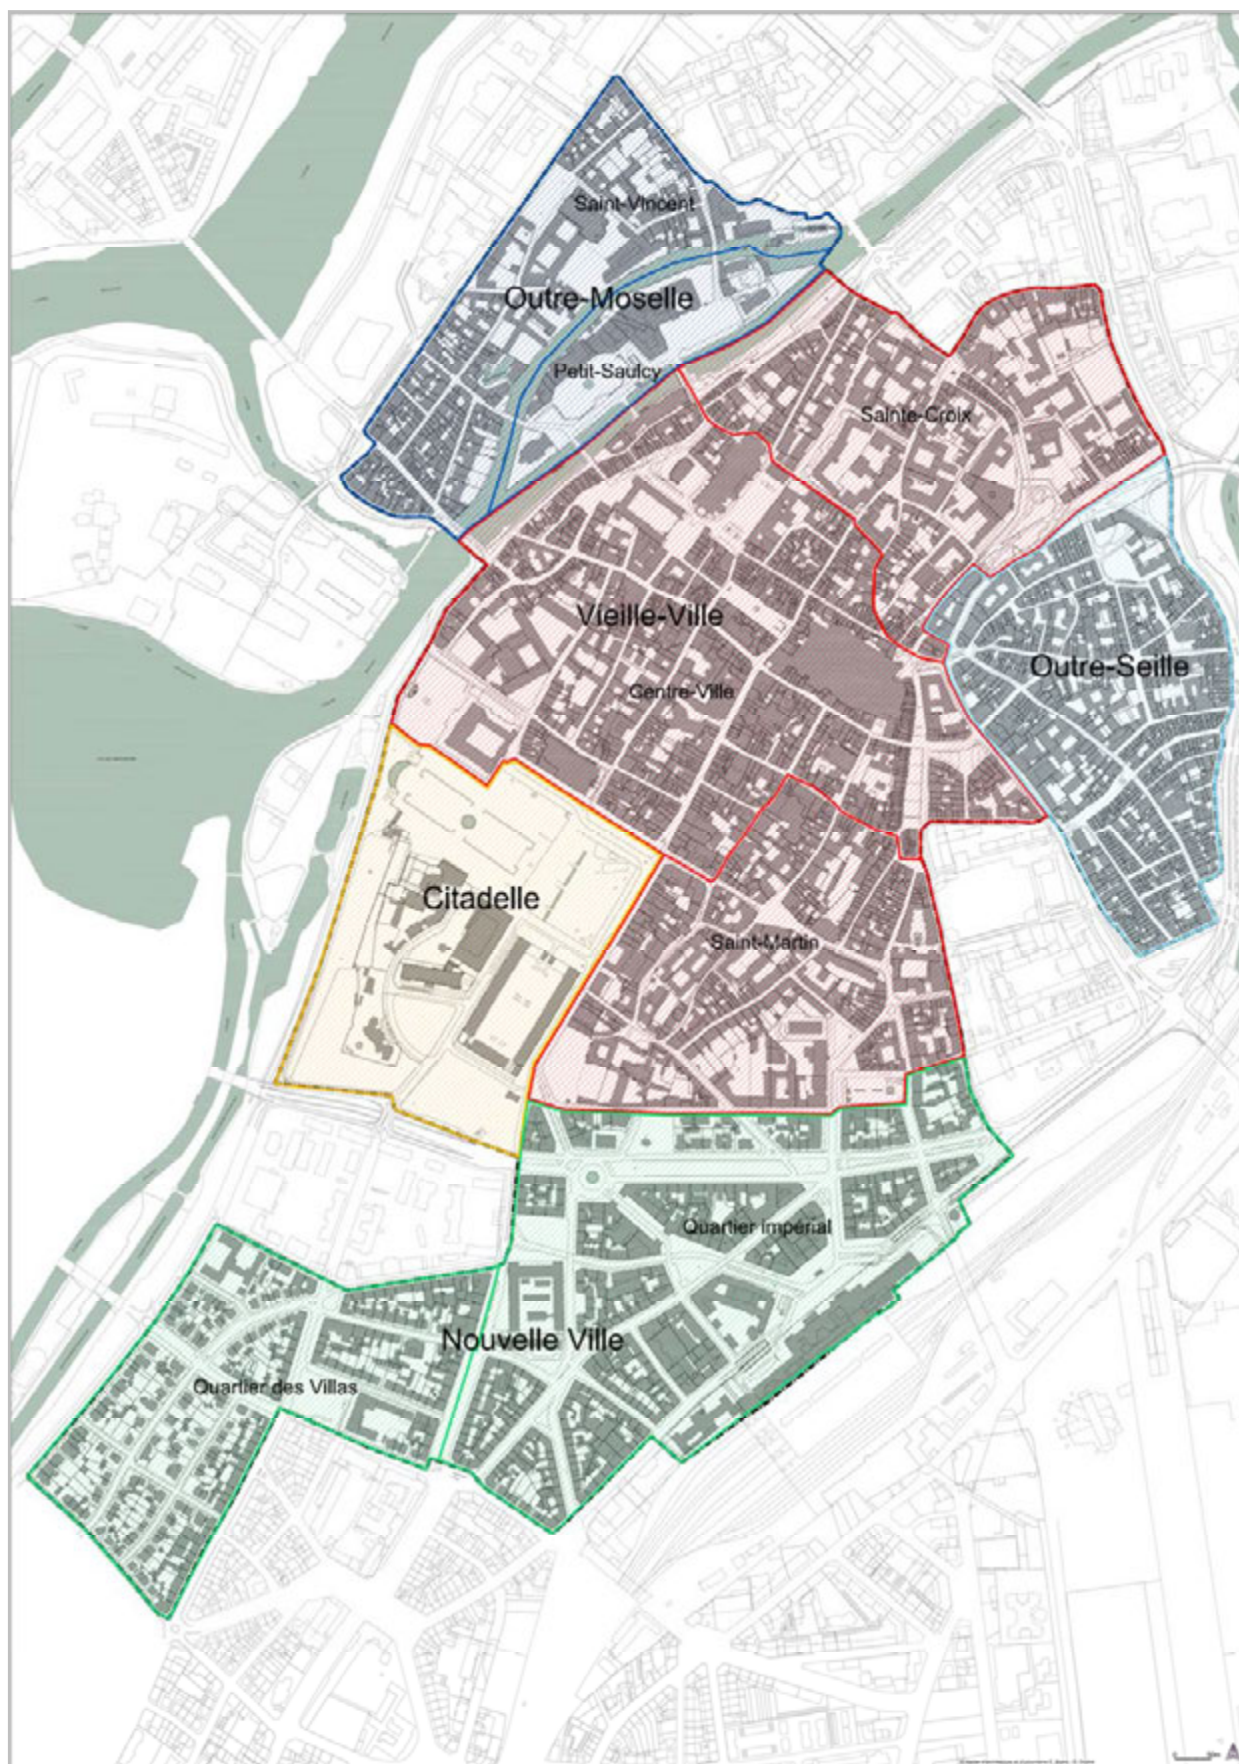 Saint-Vincent
Outre-Moselle
Petit-Saulcy
Sainte-Croix
Vieille-Ville
Outre-Seille
Centre-Ville
Citadelle
Saint-Martin
Quartier impérial
Nouvelle Ville
Quartier des Villas